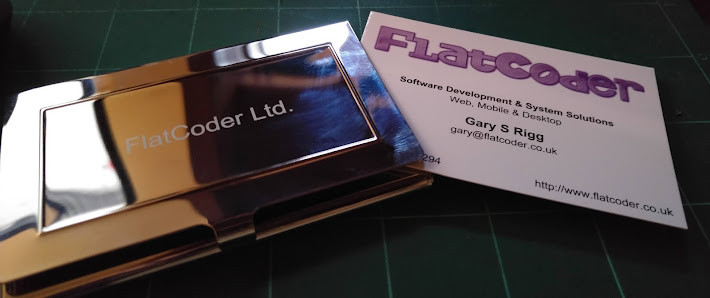 FlatCoder Ltd.
FlatCoder
Software Development & System Solutions
Web, Mobile & Desktop
Gary S Rigg
gary@flatcoder.co.uk
294
http://www.flatcoder.co.uk